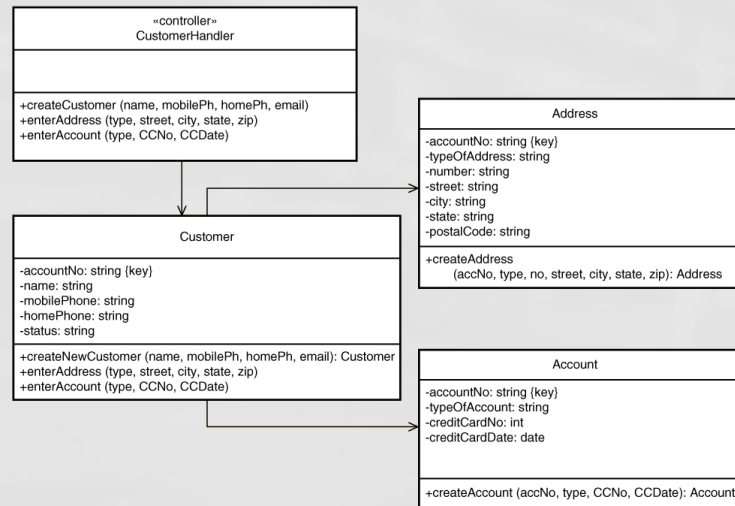 «controller»
CustomerHandler
+createCustomer (name, mobilePh, homePh, email)
+enterAddress (type, street, city, state, zip)
+enterAccount (type, CCNo, CCDate)
Customer
-accountNo: string {key}
-name: string
-mobilePhone: string
-homePhone: string
-status: string
+createNewCustomer (name, mobilePh, homePh, email): Customer
+enterAddress (type, street, city, state, zip)
+enterAccount (type, CCNo, CCDate)
Address
-accountNo: string {key}
-typeOfAddress: string
-number: string
-street: string
-city: string
-state: string
-postalCode: string
+createAddress
(accNo, type, no, street, city, state, zip): Address
Account
-accountNo: string {key}
-typeOfAccount: string
-creditCardNo: int
-creditCardDate: date
+createAccount (accNo, type, CCNo, CCDate): Account